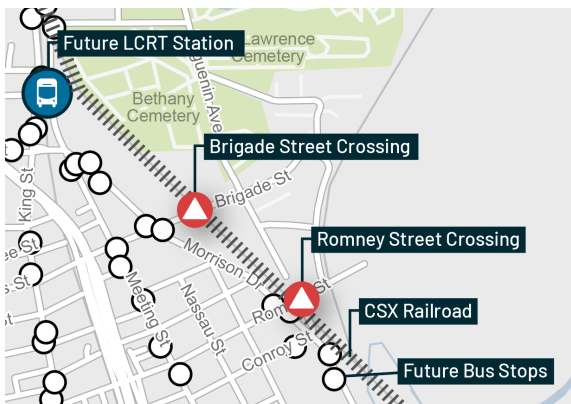 Future LCRT Station
Lawrence
Cemetery
Bethany
Cemetery
Brigade Street Crossing
Brigade St
King St
Romney Street Crossing
Morrison Dr
Meeting St
Nassau St
CSX Railroad
Conroy St
Future Bus Stops